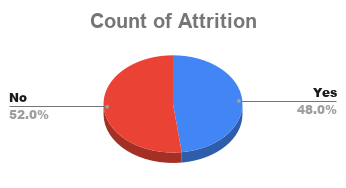 Count of Attrition
No
52.0%
Yes
48.0%